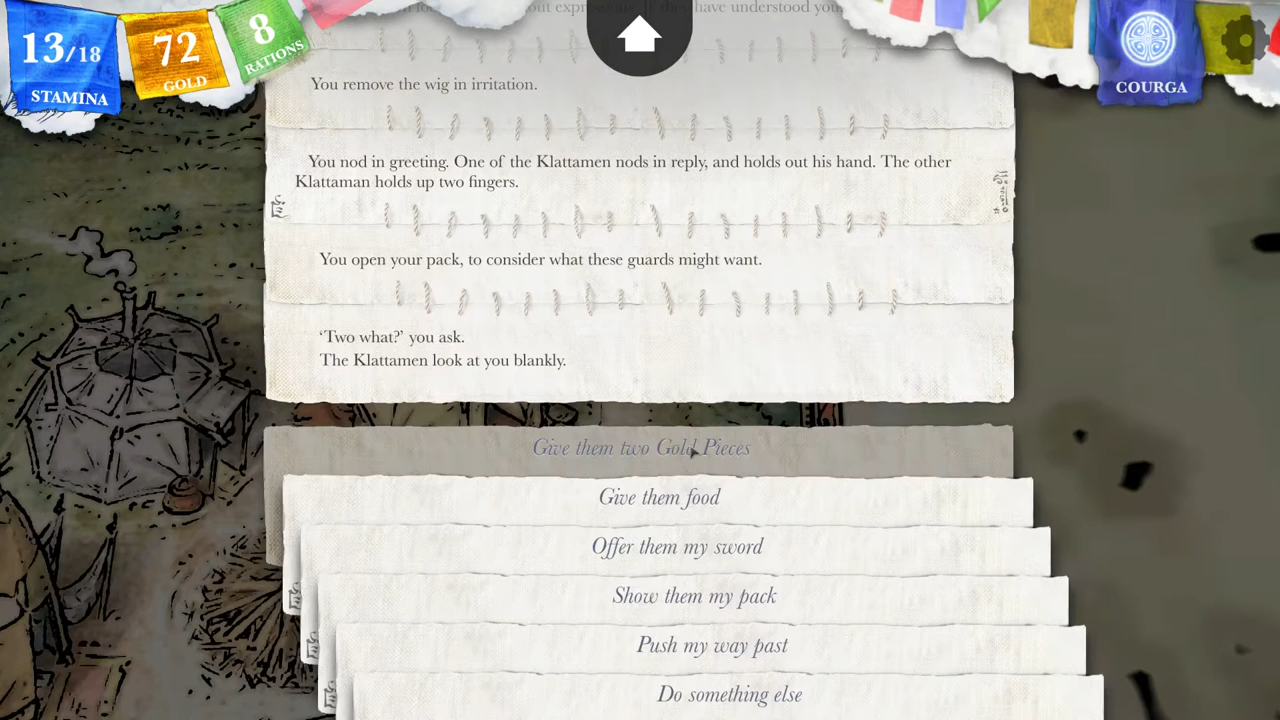 have understood you
13/18
STAMINA
72
GOLD
8
RATIONS
COURGA
You remove the wig in irritation.
You nod in greeting. One of the Klattamen nods in reply, and holds out his hand. The other
Klattaman holds up two fingers.
You open your pack, to consider what these guards might want.
‘Two what?’ you ask.
The Klattamen look at you blankly.
Give them two Gold Pieces
Give them food
Offer them my sword
Show them my pack
Push my way past
Do something else